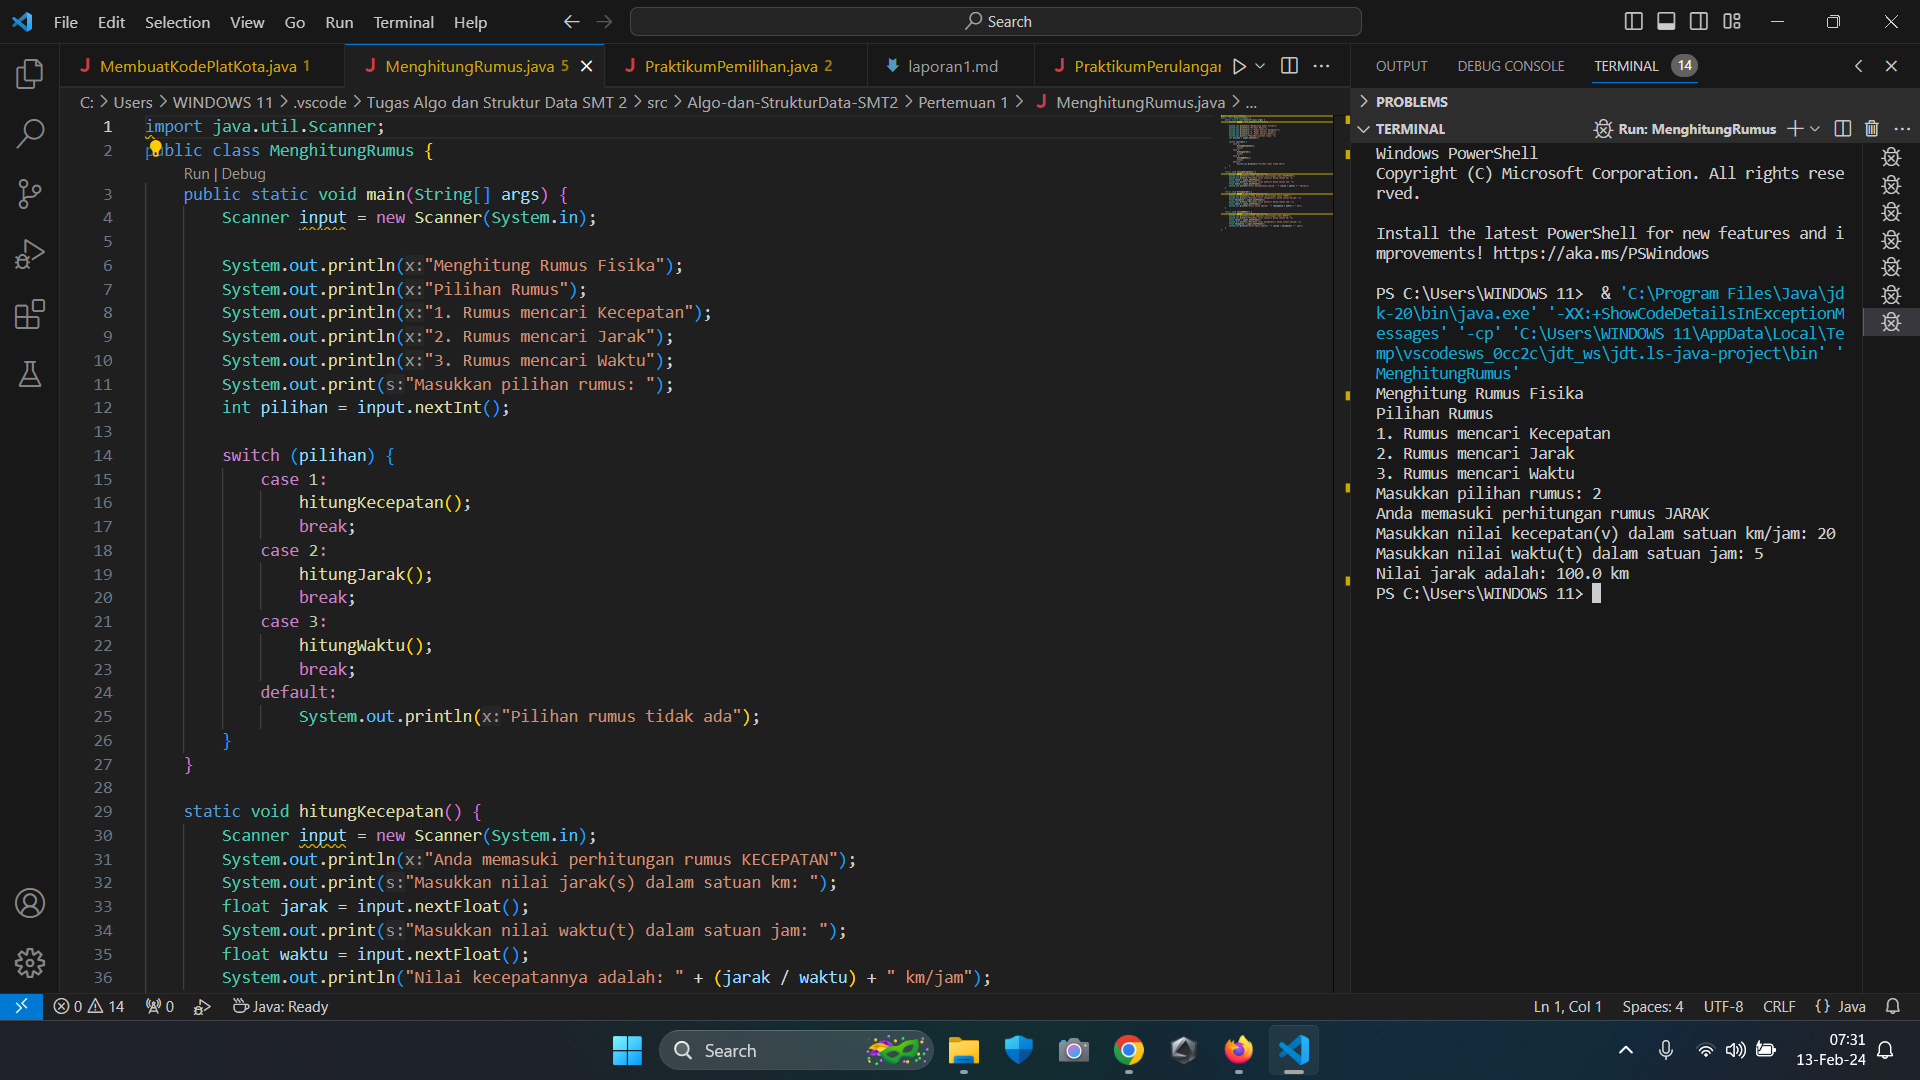 File Edit Selection View Go Run Terminal Help
Search
MembuatKodePlatKota.java 1
MenghitungRumus.java 5
PraktikumPemilihan.java 2
laporan1.md
PraktikumPerulangar
C: > Users > WINDOWS 11 > .vscode > Tugas Algo dan Struktur Data SMT 2 > src > Algo-dan-StrukturData-SMT2 > Pertemuan 1 > MenghitungRumus.java > ...
1 import java.util.Scanner;
2 public class MenghitungRumus {
Run | Debug
3 public static void main(String[] args) {
4 Scanner input = new Scanner(System.in);
5
6 System.out.println(x:"Menghitung Rumus Fisika");
7 System.out.println(x:"Pilihan Rumus");
8 System.out.println(x:"1. Rumus mencari Kecepatan");
9 System.out.println(x:"2. Rumus mencari Jarak");
10 System.out.println(x:"3. Rumus mencari Waktu");
11 System.out.print(s:"Masukkan pilihan rumus: ");
12 int pilihan = input.nextInt();
13
14 switch (pilihan) {
15 case 1:
16 hitungKecepatan();
17 break;
18 case 2:
19 hitungJarak();
20 break;
21 case 3:
22 hitungWaktu();
23 break;
24 default:
25 System.out.println(x:"Pilihan rumus tidak ada");
26 }
27 }
28
29 static void hitungKecepatan() {
30 Scanner input = new Scanner(System.in);
31 System.out.println(x:"Anda memasuki perhitungan rumus KECEPATAN");
32 System.out.print(s:"Masukkan nilai jarak(s) dalam satuan km: ");
33 float jarak = input.nextFloat();
34 System.out.print(s:"Masukkan nilai waktu(t) dalam satuan jam: ");
35 float waktu = input.nextFloat();
36 System.out.println("Nilai kecepatannya adalah: " + (jarak / waktu) + " km/jam");
OUTPUT DEBUG CONSOLE TERMINAL 14
PROBLEMS
TERMINAL Run: MenghitungRumus
Windows PowerShell
Copyright (C) Microsoft Corporation. All rights rese
rved.
Install the latest PowerShell for new features and i
mprovements! https://aka.ms/PSWindows
PS C:\Users\WINDOWS 11> & 'C:\Program Files\Java\jd
k-20\bin\java.exe' '-XX:+ShowCodeDetailsInExceptionM
essages' '-cp' 'C:\Users\WINDOWS 11\AppData\Local\Te
mp\vscodesws_0cc2c\jdt_ws\jdt.ls-java-project\bin' '
MenghitungRumus'
Menghitung Rumus Fisika
Pilihan Rumus
1. Rumus mencari Kecepatan
2. Rumus mencari Jarak
3. Rumus mencari Waktu
Masukkan pilihan rumus: 2
Anda memasuki perhitungan rumus JARAK
Masukkan nilai kecepatan(v) dalam satuan km/jam: 20
Masukkan nilai waktu(t) dalam satuan jam: 5
Nilai jarak adalah: 100.0 km
PS C:\Users\WINDOWS 11>
0 14 0 Java: Ready
Ln 1, Col 1 Spaces: 4 UTF-8 CRLF {} Java
Search
07:31
13-Feb-24